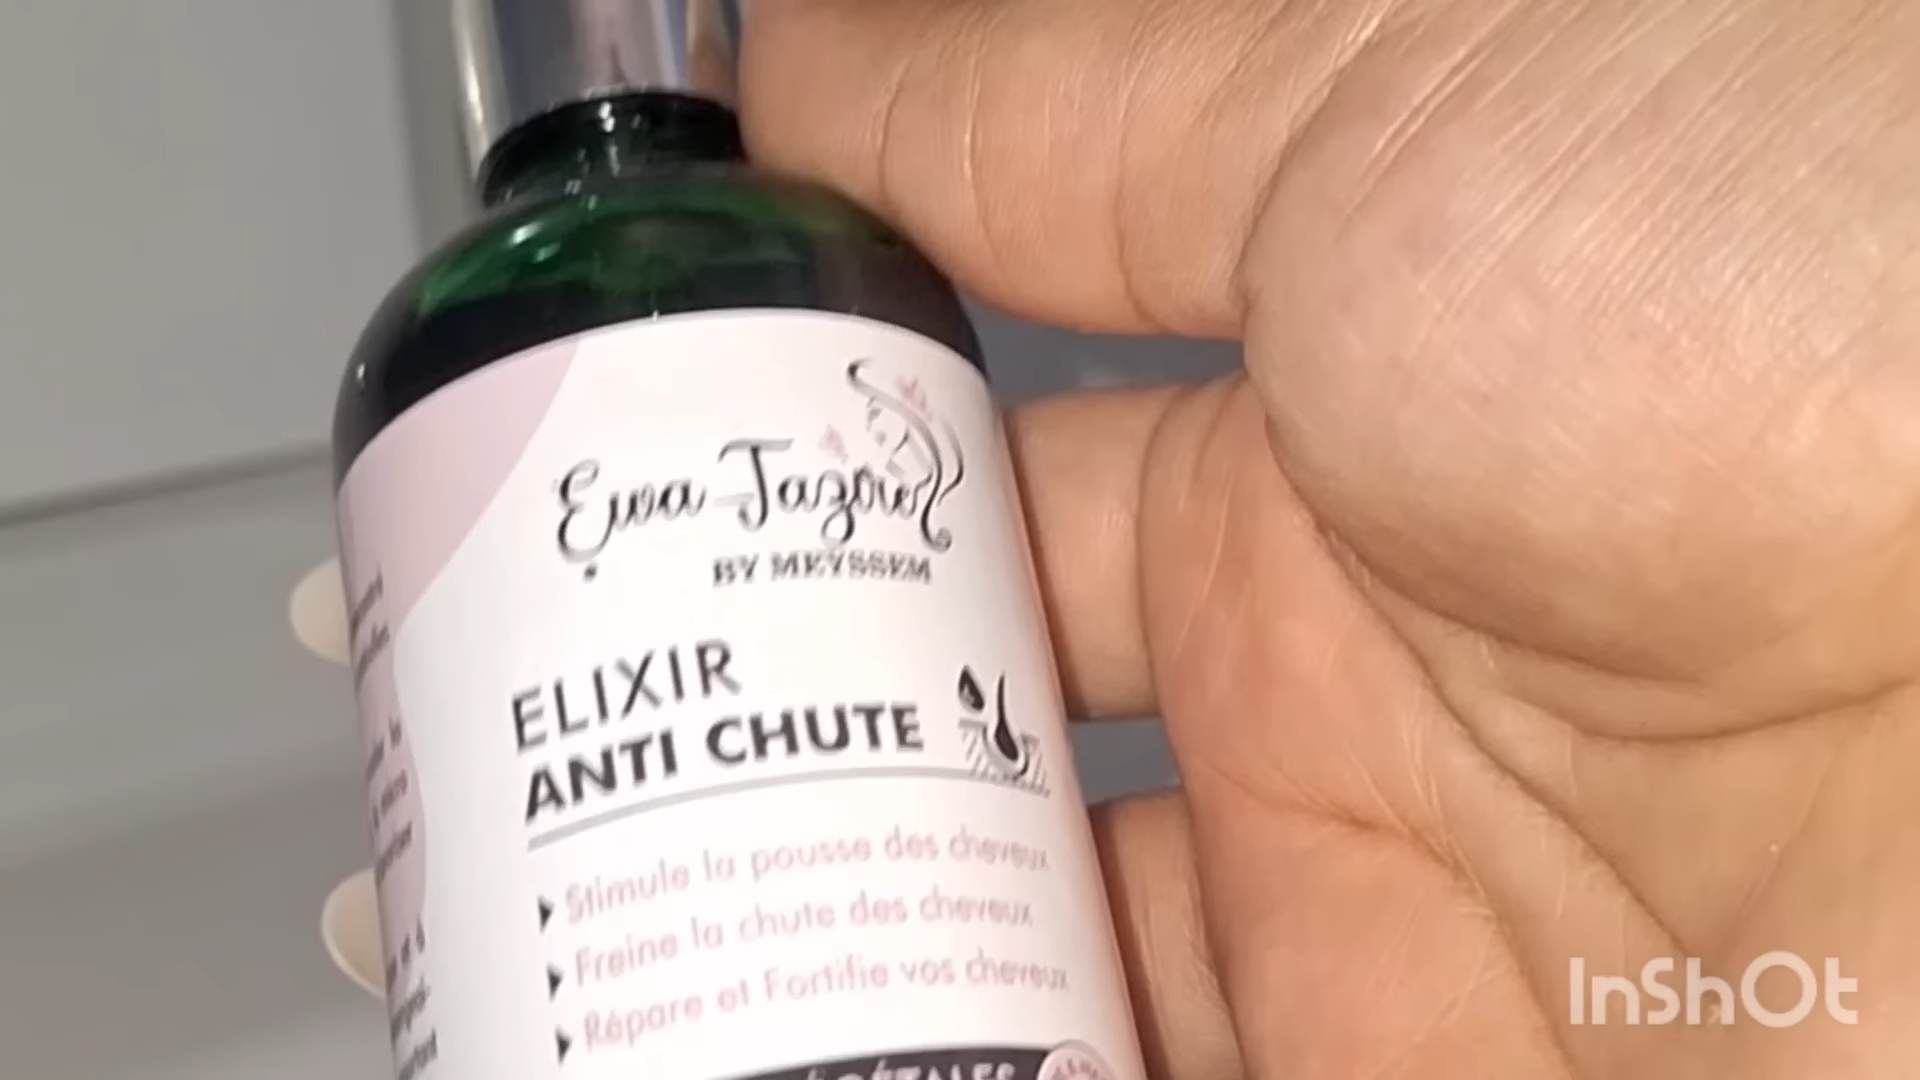 Ewa Tazou
BY MEYSSEM
ELIXIR
ANTI CHUTE
Stimule la pousse des cheveux
Freine la chute des cheveux
Répare et Fortifie vos cheveux
InShOt